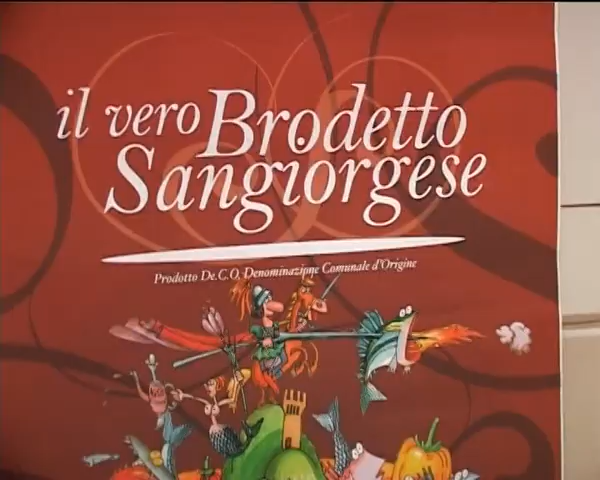 il vero Brodetto
Sangiorgese
Prodotto De.C.O. Denominazione Comunale d'Origine